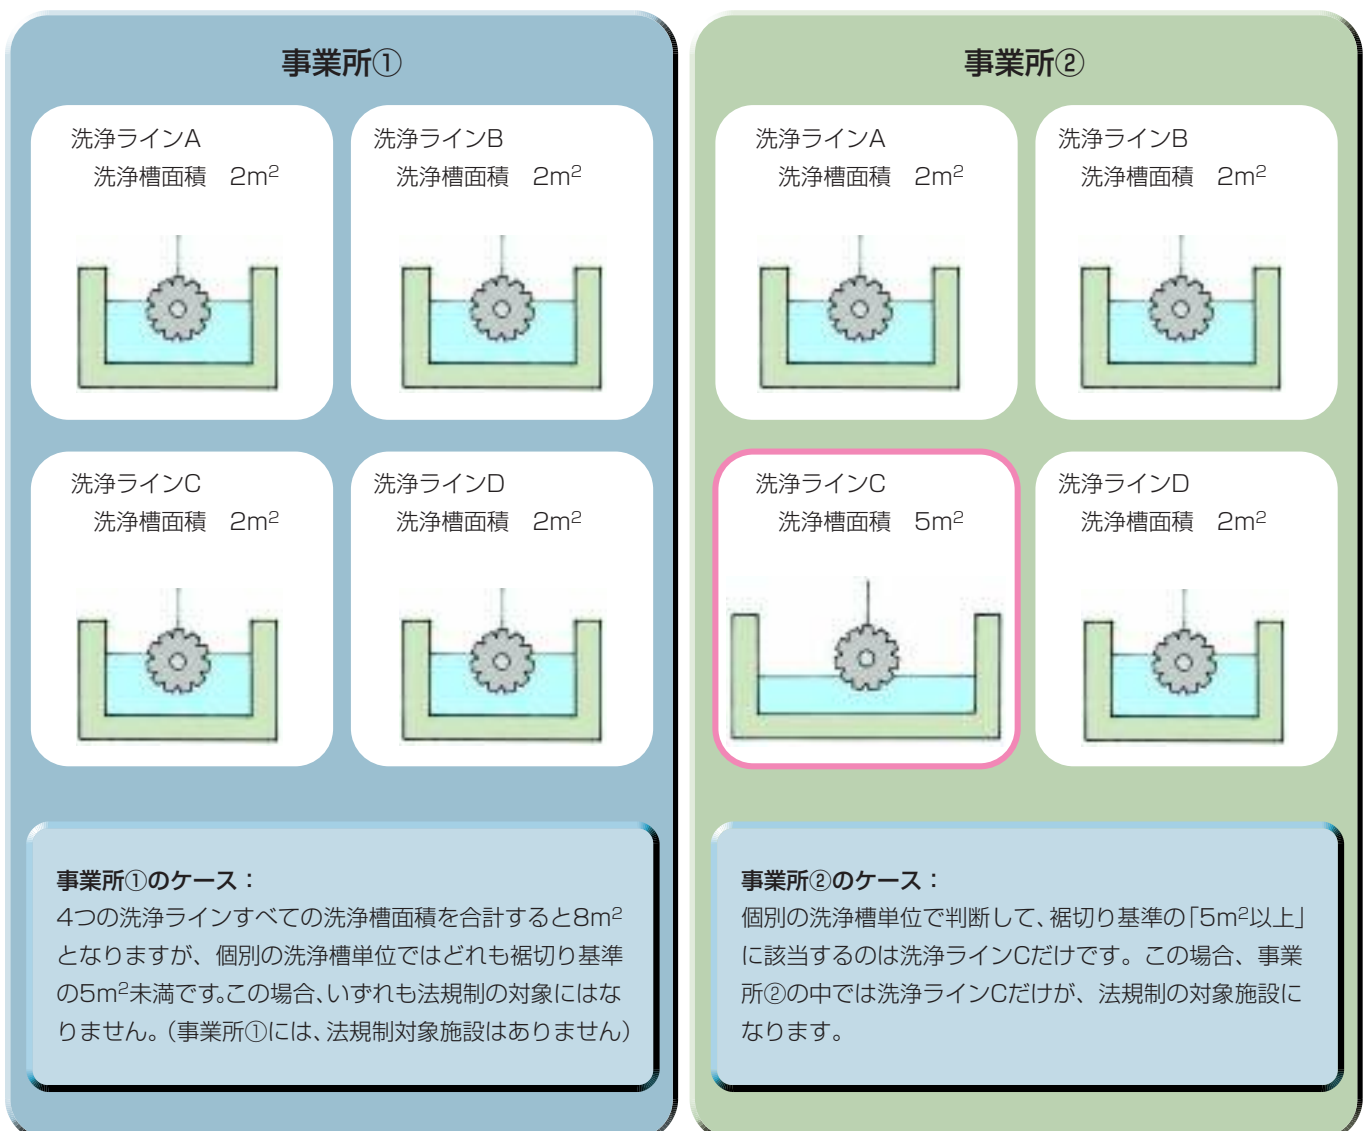 事業所①
洗浄ラインA
洗浄槽面積 2m²
洗浄ラインB
洗浄槽面積 2m²
洗浄ラインC
洗浄槽面積 2m²
洗浄ラインD
洗浄槽面積 2m²
事業所①のケース：
4つの洗浄ラインすべての洗浄槽面積を合計すると8m²
となりますが、個別の洗浄槽単位ではどれも裾切り基準
の5m²未満です。この場合、いずれも法規制の対象にはな
りません。（事業所①には、法規制対象施設はありません）
事業所②
洗浄ラインA
洗浄槽面積 2m²
洗浄ラインB
洗浄槽面積 2m²
洗浄ラインC
洗浄槽面積 5m²
洗浄ラインD
洗浄槽面積 2m²
事業所②のケース：
個別の洗浄槽単位で判断して、裾切り基準の「5m²以上」
に該当するのは洗浄ラインCだけです。この場合、事業
所②の中では洗浄ラインCだけが、法規制の対象施設に
なります。